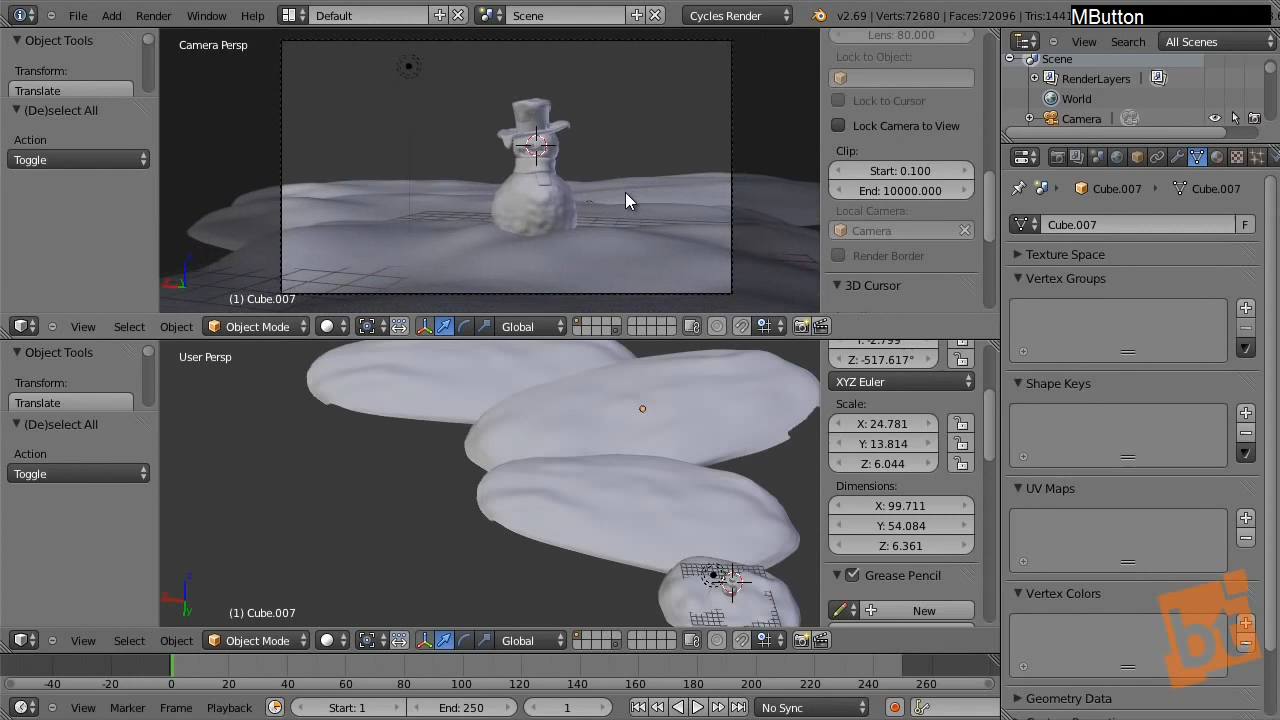 File Add Render Window Help
Default
Scene
Cycles Render
v2.69 | Verts:72680 | Faces:72096 | Tris:1441
MButton
Object Tools
Transform:
Translate
(De)select All
Action
Toggle
Camera Persp
(1) Cube.007
Lens: 80.000
Lock to Object:
Lock to Cursor
Lock Camera to View
Clip:
Start: 0.100
End: 10000.000
Local Camera:
Camera
Render Border
3D Cursor
View Select Object Object Mode Global
Object Tools
Transform:
Translate
(De)select All
Action
Toggle
User Persp
(1) Cube.007
Y: -2.799
Z: -517.617°
XYZ Euler
Scale:
X: 24.781
Y: 13.814
Z: 6.044
Dimensions:
X: 99.711
Y: 54.084
Z: 6.361
Grease Pencil
New
View Select Object Object Mode Global
-40 -20 0 20 40 60 80 100 120 140 160 180 200 220 240 260
View Marker Frame Playback Start: 1 End: 250 1 No Sync
View Search All Scenes
Scene
RenderLayers
World
Camera
Cube.007 Cube.007
Cube.007 F
Texture Space
Vertex Groups
Shape Keys
UV Maps
Vertex Colors
Geometry Data
bi